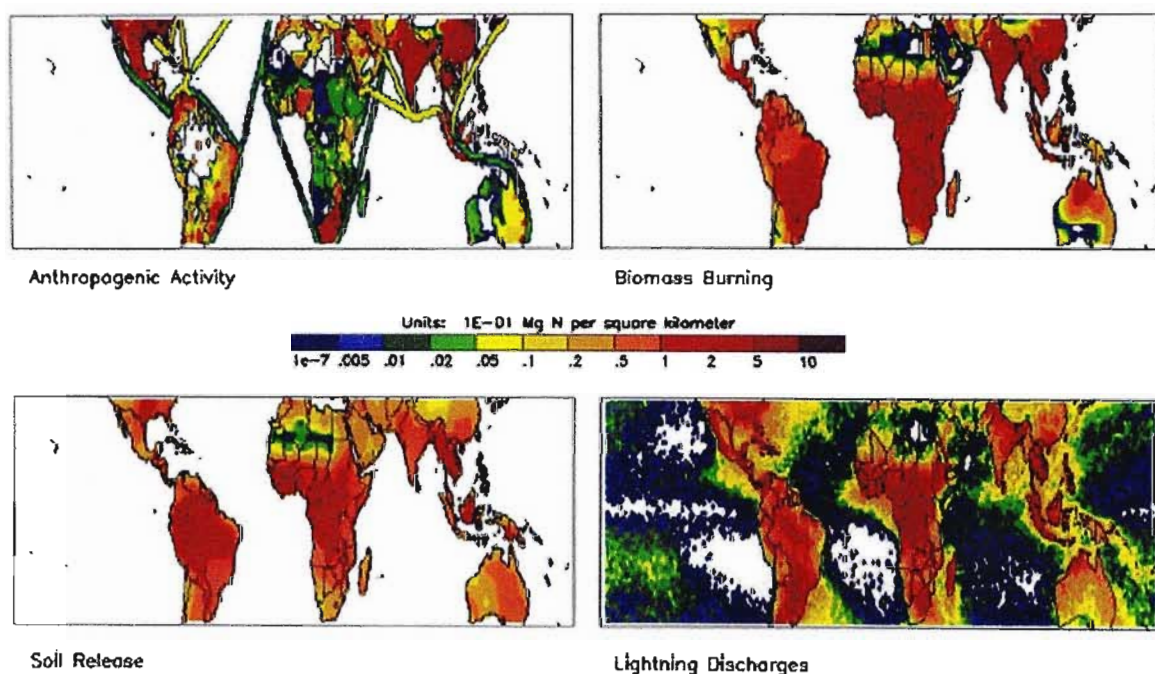 Anthropogenic Activity
Biomass Burning
Units: 1E-01 Mg N per square kilometer
1e-7 .005 .01 .02 .05 .1 .2 .5 1 2 5 10
Soil Release
Lightning Discharges